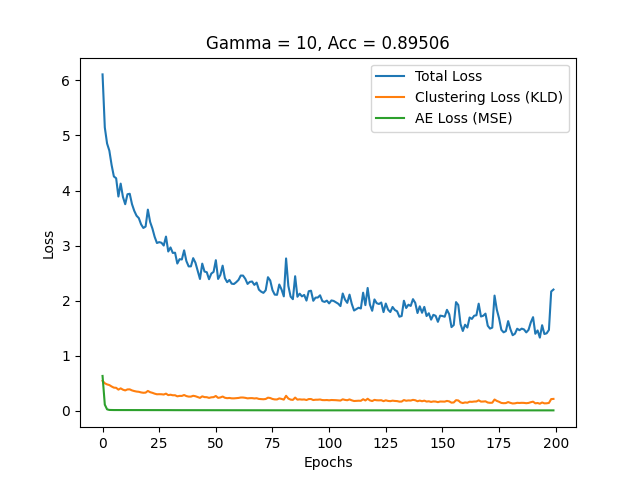 Gamma = 10, Acc = 0.89506
Total Loss
Clustering Loss (KLD)
AE Loss (MSE)
Loss
6
5
4
3
2
1
0
0 25 50 75 100 125 150 175 200
Epochs